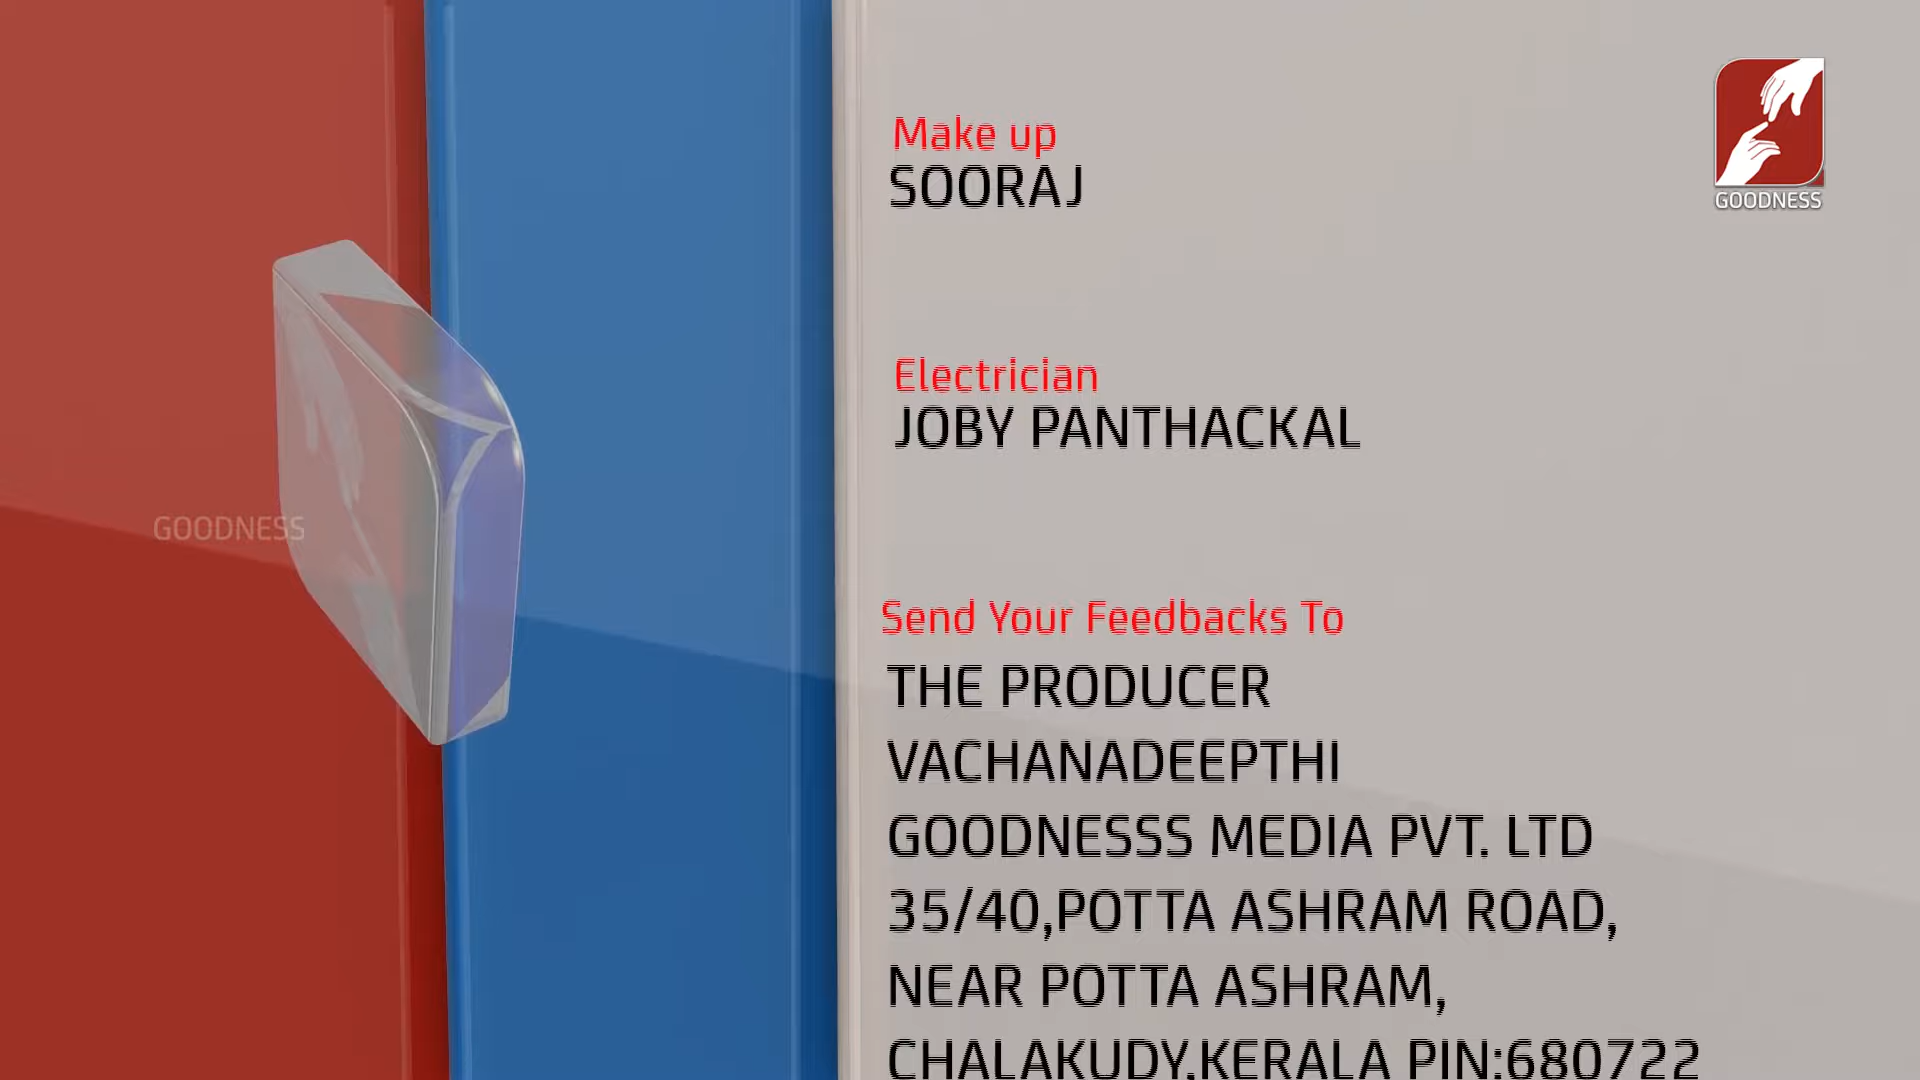 Make up
SOORAJ
GOODNESS
Electrician
JOBY PANTHACKAL
GOODNESS
Send Your Feedbacks To
THE PRODUCER
VACHANADEEPTHI
GOODNESSS MEDIA PVT. LTD
35/40,POTTA ASHRAM ROAD,
NEAR POTTA ASHRAM,
CHALAKUDY,KERALA PIN:680722